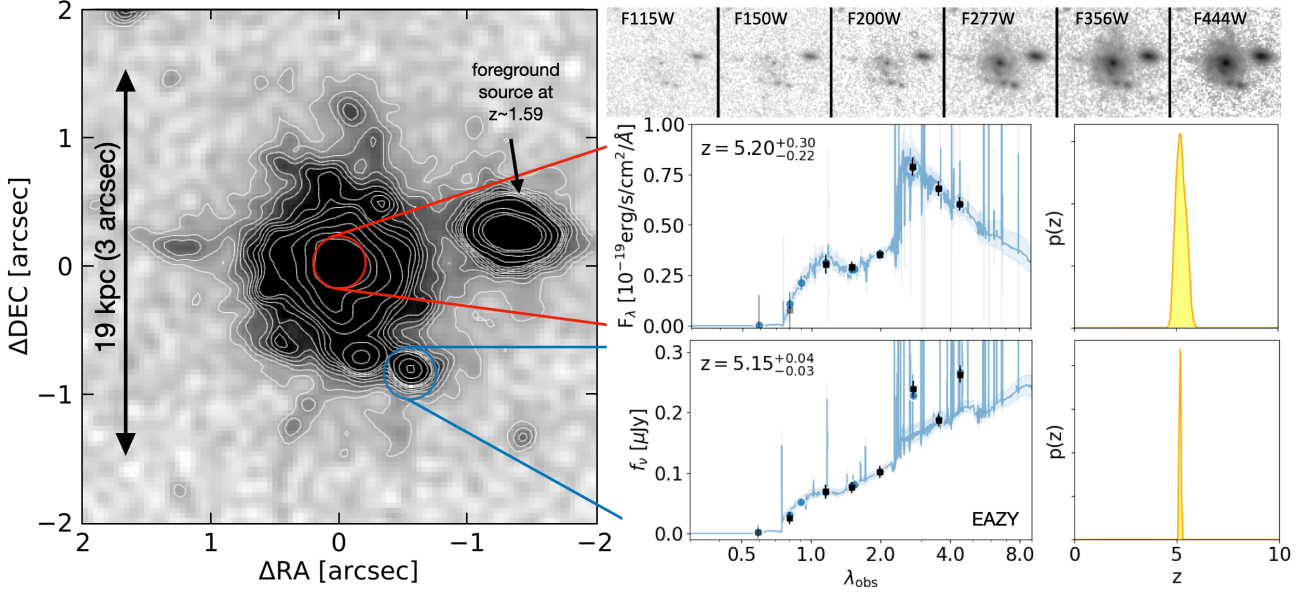 2
1
0
−1
−2
ΔDEC [arcsec]
19 kpc (3 arcsec)
foreground
source at
z~1.59
2
1
0
−1
−2
ΔRA [arcsec]
F115W
F150W
F200W
F277W
F356W
F444W
1.00
0.75
0.50
0.25
0.00
F_λ [10^−19 erg/s/cm²/Å]
z = 5.20^+0.30_−0.22
p(z)
0.3
0.2
0.1
0.0
f_ν [μJy]
z = 5.15^+0.04_−0.03
EAZY
0.5
1.0
2.0
4.0
8.0
λ_obs
p(z)
0
5
10
z